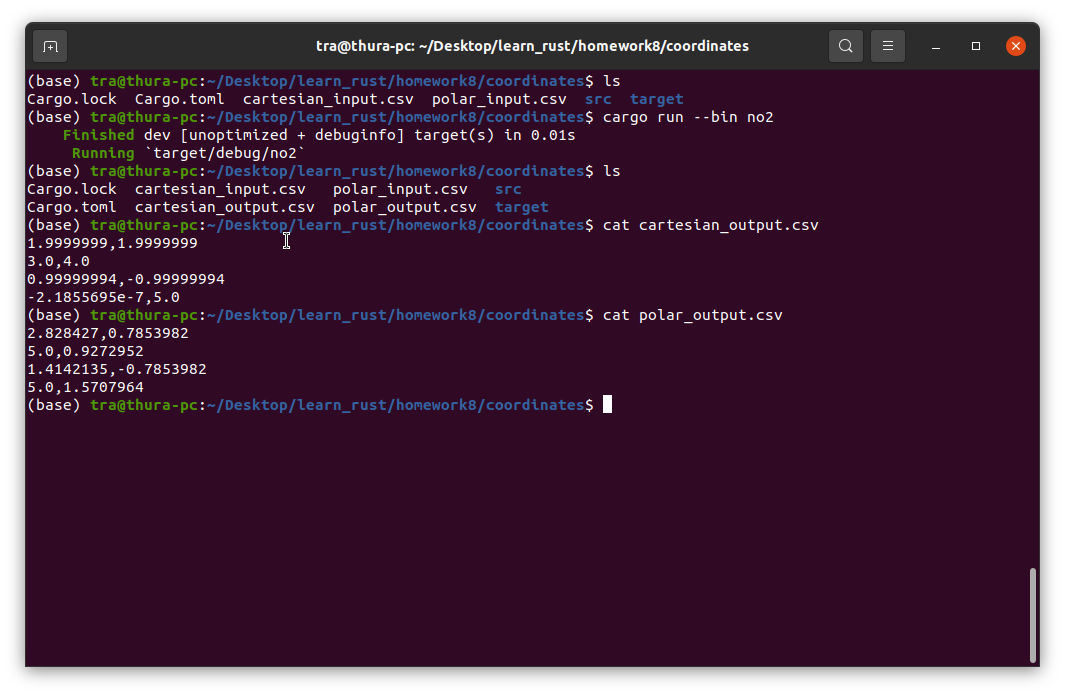 tra@thura-pc: ~/Desktop/learn_rust/homework8/coordinates
(base) tra@thura-pc:~/Desktop/learn_rust/homework8/coordinates$ ls
Cargo.lock  Cargo.toml  cartesian_input.csv  polar_input.csv  src  target
(base) tra@thura-pc:~/Desktop/learn_rust/homework8/coordinates$ cargo run --bin no2
    Finished dev [unoptimized + debuginfo] target(s) in 0.01s
     Running `target/debug/no2`
(base) tra@thura-pc:~/Desktop/learn_rust/homework8/coordinates$ ls
Cargo.lock  cartesian_input.csv   polar_input.csv   src
Cargo.toml  cartesian_output.csv  polar_output.csv  target
(base) tra@thura-pc:~/Desktop/learn_rust/homework8/coordinates$ cat cartesian_output.csv
1.9999999,1.9999999
3.0,4.0
0.99999994,-0.99999994
-2.1855695e-7,5.0
(base) tra@thura-pc:~/Desktop/learn_rust/homework8/coordinates$ cat polar_output.csv
2.828427,0.7853982
5.0,0.9272952
1.4142135,-0.7853982
5.0,1.5707964
(base) tra@thura-pc:~/Desktop/learn_rust/homework8/coordinates$